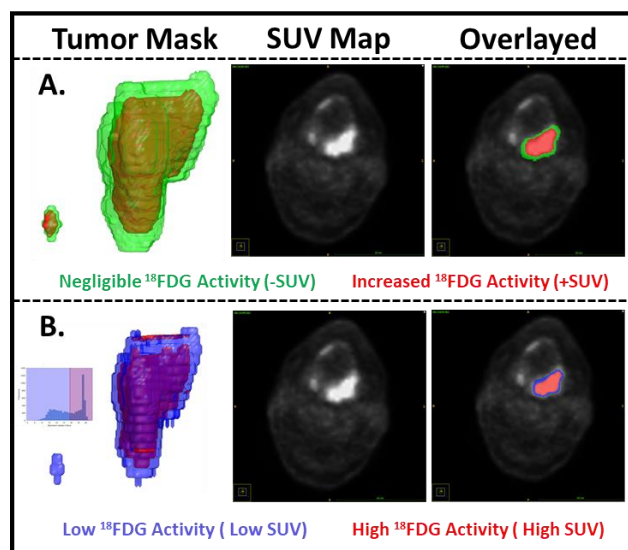 Tumor Mask SUV Map Overlayed
A.
Negligible ¹⁸FDG Activity (-SUV) Increased ¹⁸FDG Activity (+SUV)
B.
Low ¹⁸FDG Activity ( Low SUV) High ¹⁸FDG Activity ( High SUV)